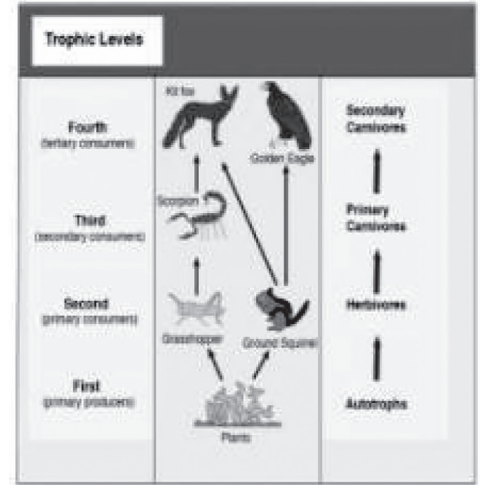 Trophic Levels
Kit fox
Fourth
(tertiary consumers)
Golden Eagle
Secondary
Carnivores
Scorpion
Third
(secondary consumers)
Primary
Carnivores
Second
(primary consumers)
Grasshopper
Ground Squirrel
Herbivores
First
(primary producers)
Plants
Autotrophs